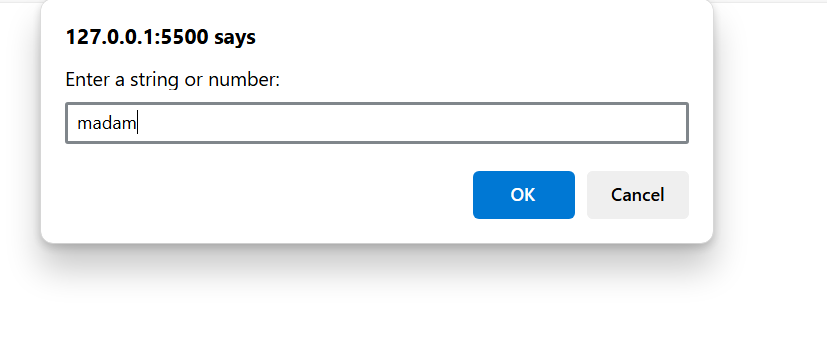 127.0.0.1:5500 says
Enter a string or number:
madam
OK
Cancel